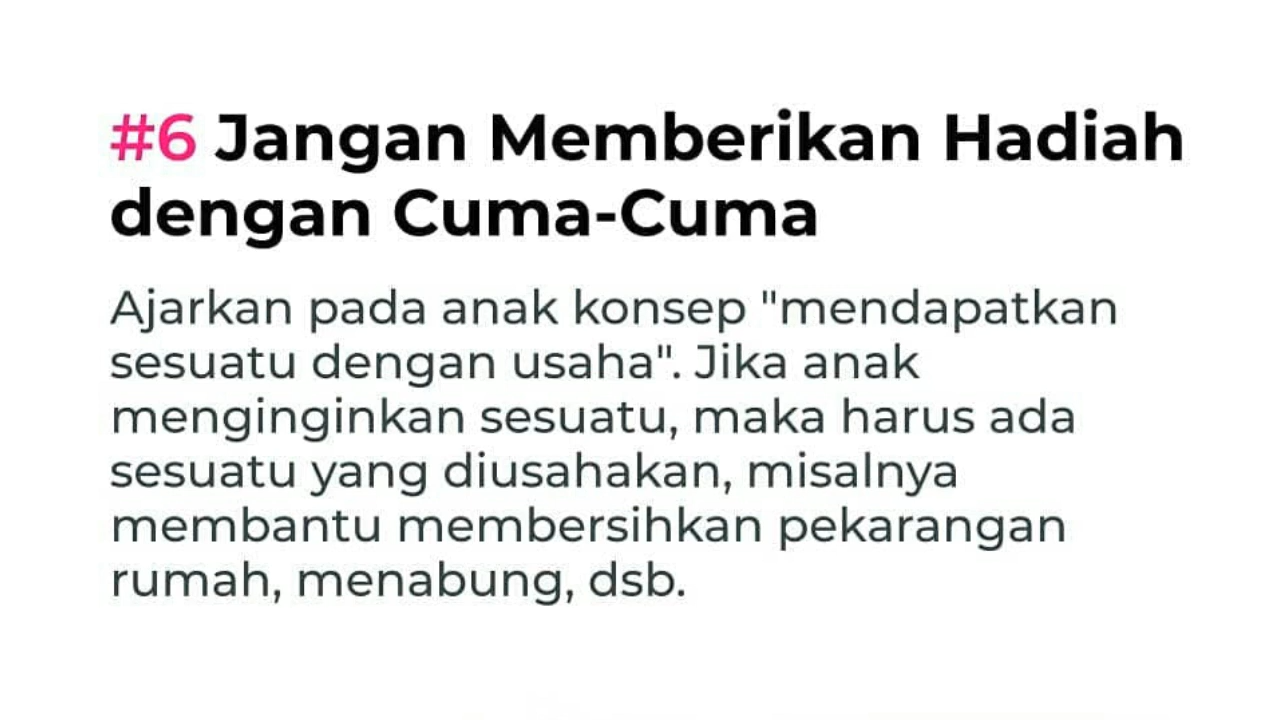 #6 Jangan Memberikan Hadiah
dengan Cuma-Cuma
Ajarkan pada anak konsep "mendapatkan
sesuatu dengan usaha". Jika anak
menginginkan sesuatu, maka harus ada
sesuatu yang diusahakan, misalnya
membantu membersihkan pekarangan
rumah, menabung, dsb.